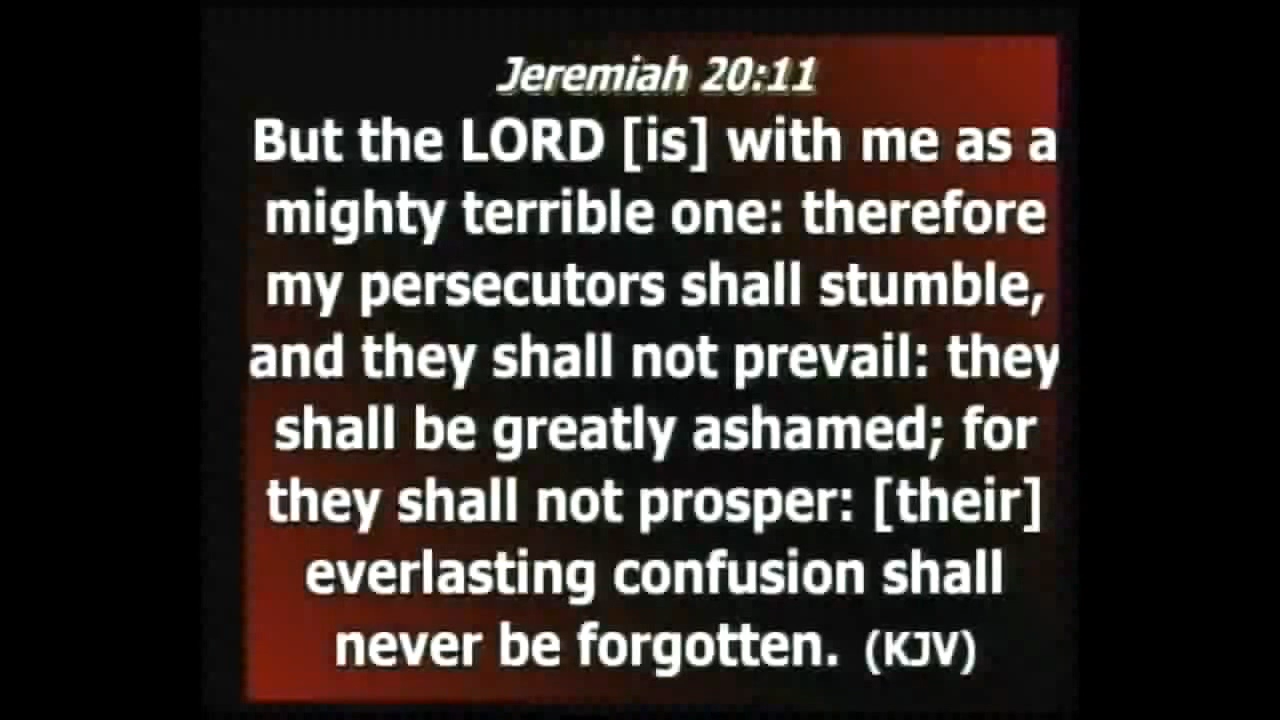 Jeremiah 20:11
But the LORD [is] with me as a
mighty terrible one: therefore
my persecutors shall stumble,
and they shall not prevail: they
shall be greatly ashamed; for
they shall not prosper: [their]
everlasting confusion shall
never be forgotten. (KJV)